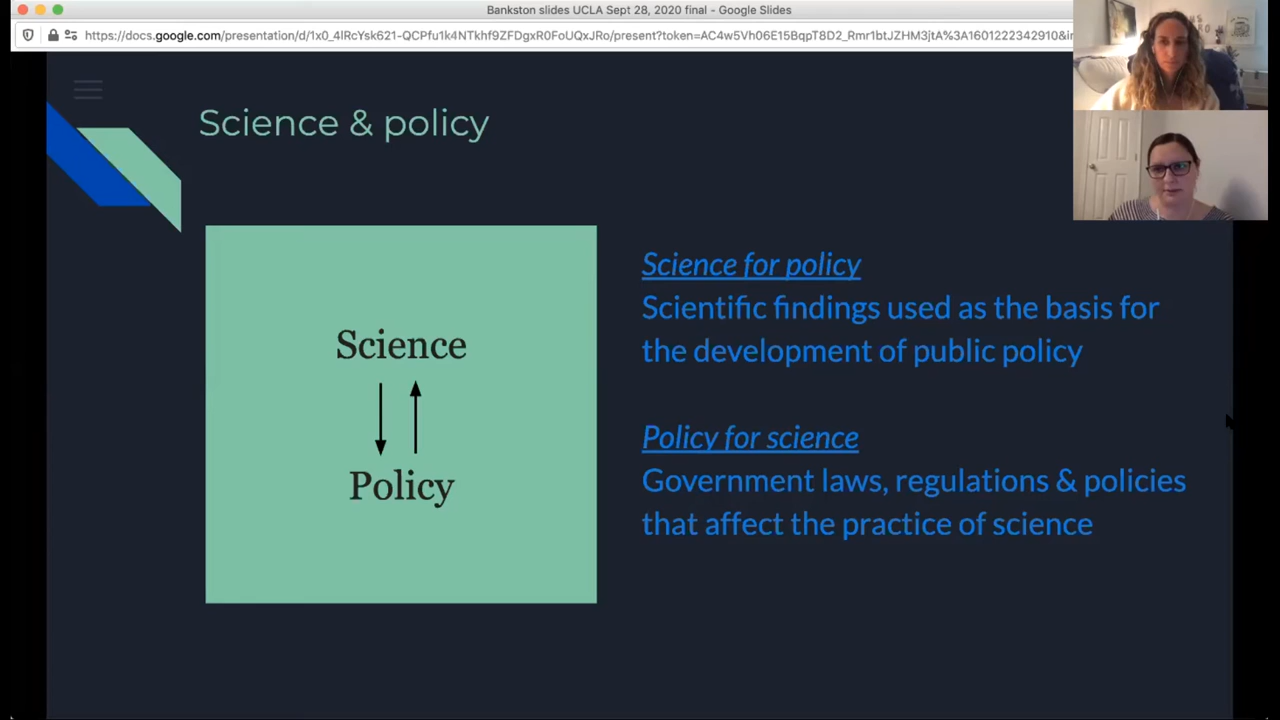 Bankston slides UCLA Sept 28, 2020 final - Google Slides
https://docs.google.com/presentation/d/1x0_4lRcYsk621-QCPfu1k4NTkhf9ZFDgxR0FoUQxJRo/present?token=AC4w5Vh06E15BqpT8D2_Rmr1btJZHM3jtA%3A1601222342910&in
Science & policy
Science
Policy
Science for policy
Scientific findings used as the basis for
the development of public policy
Policy for science
Government laws, regulations & policies
that affect the practice of science